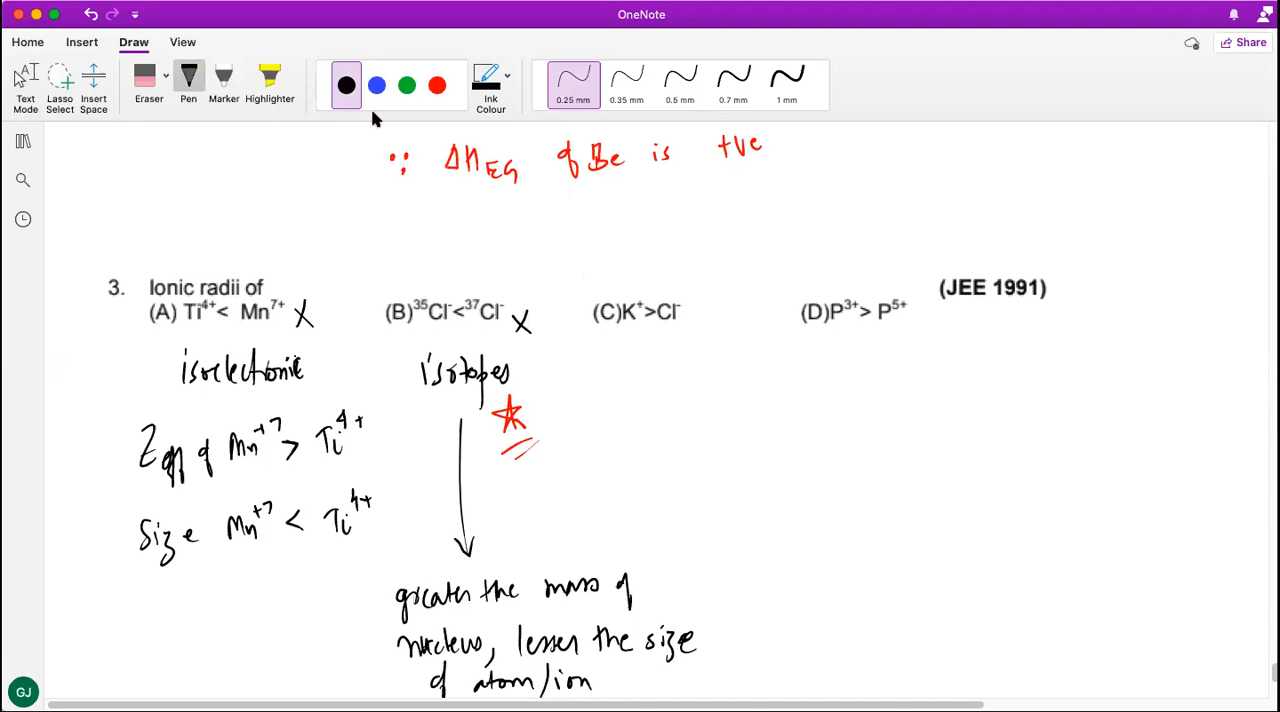 OneNote
Home Insert Draw View
Share
Text Mode
Lasso Select
Insert Space
Eraser
Pen
Marker
Highlighter
Ink Colour
0.25 mm
0.35 mm
0.5 mm
0.7 mm
1 mm
∵ ΔH_EG of Be is +ve
3. Ionic radii of (JEE 1991)
(A) Ti⁴⁺< Mn⁷⁺ X (B)³⁵Cl⁻<³⁷Cl⁻ X (C)K⁺>Cl⁻ (D)P³⁺> P⁵⁺
isoelectronic isotopes
Zeff of Mn⁺⁷ > Ti⁴⁺
Size Mn⁺⁷ < Ti⁴⁺
greater the mass of
nucleus, lesser the size
of atom/ion
GJ